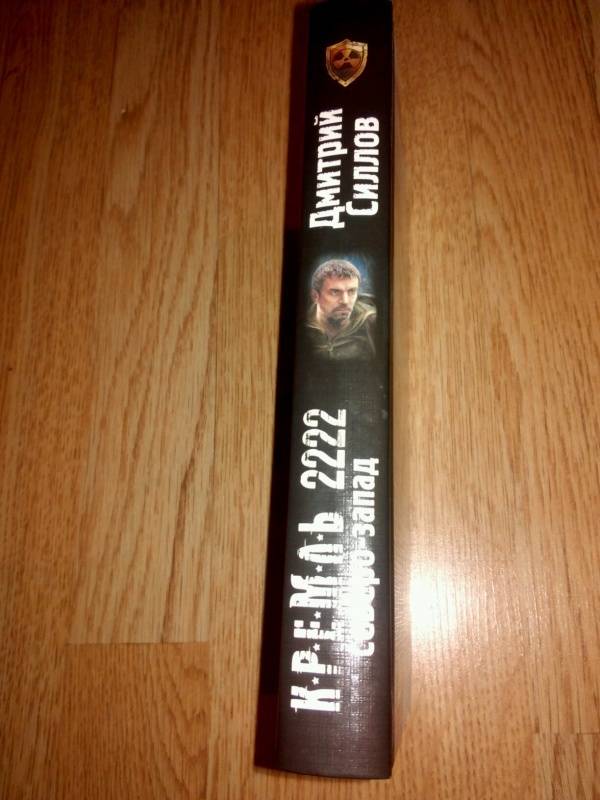 Дмитрий
Силлов
К.Р.Е.М.Л.Ь 2222
северо-запад